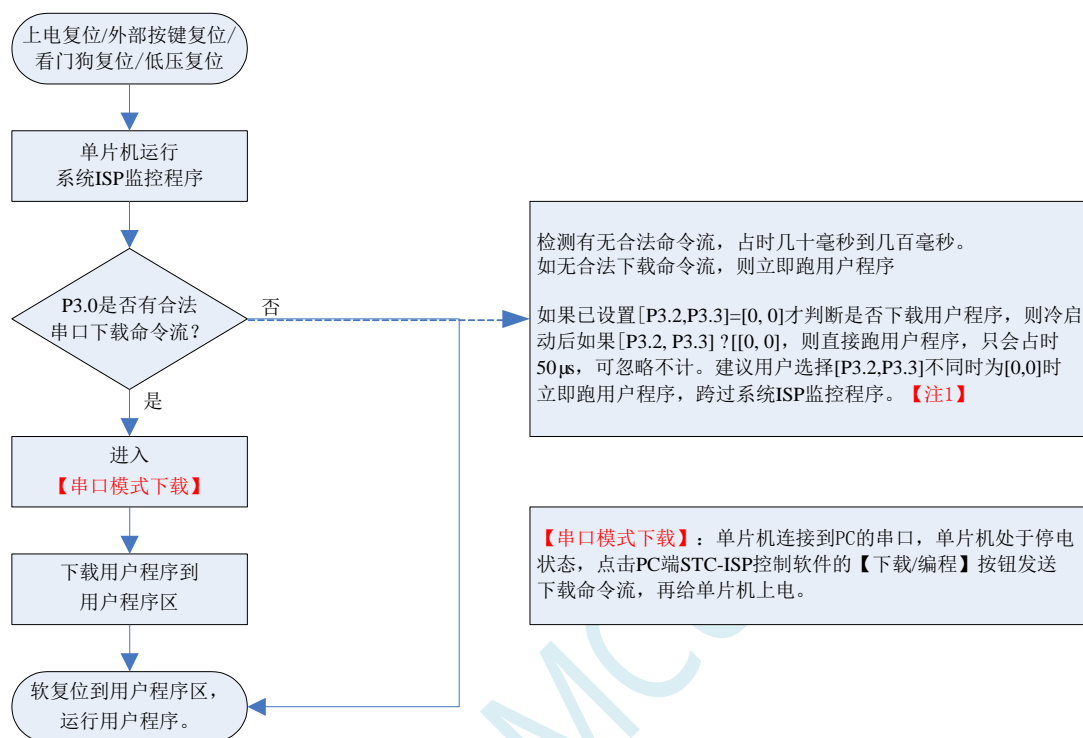 上电复位/外部按键复位/
看门狗复位/低压复位
单片机运行
系统ISP监控程序
P3.0是否有合法
串口下载命令流?
否
是
进入
【串口模式下载】
下载用户程序到
用户程序区
软复位到用户程序区,
运行用户程序。
检测有无合法命令流，占时几十毫秒到几百毫秒。
如无合法下载命令流，则立即跑用户程序
如果已设置[P3.2,P3.3]=[0, 0]才判断是否下载用户程序，则冷启
动后如果[P3.2, P3.3] ?[[0, 0]，则直接跑用户程序，只会占时
50μs，可忽略不计。建议用户选择[P3.2,P3.3]不同时为[0,0]时
立即跑用户程序，跨过系统ISP监控程序。【注1】
【串口模式下载】：单片机连接到PC的串口，单片机处于停电
状态，点击PC端STC-ISP控制软件的【下载/编程】按钮发送
下载命令流，再给单片机上电。
MCU